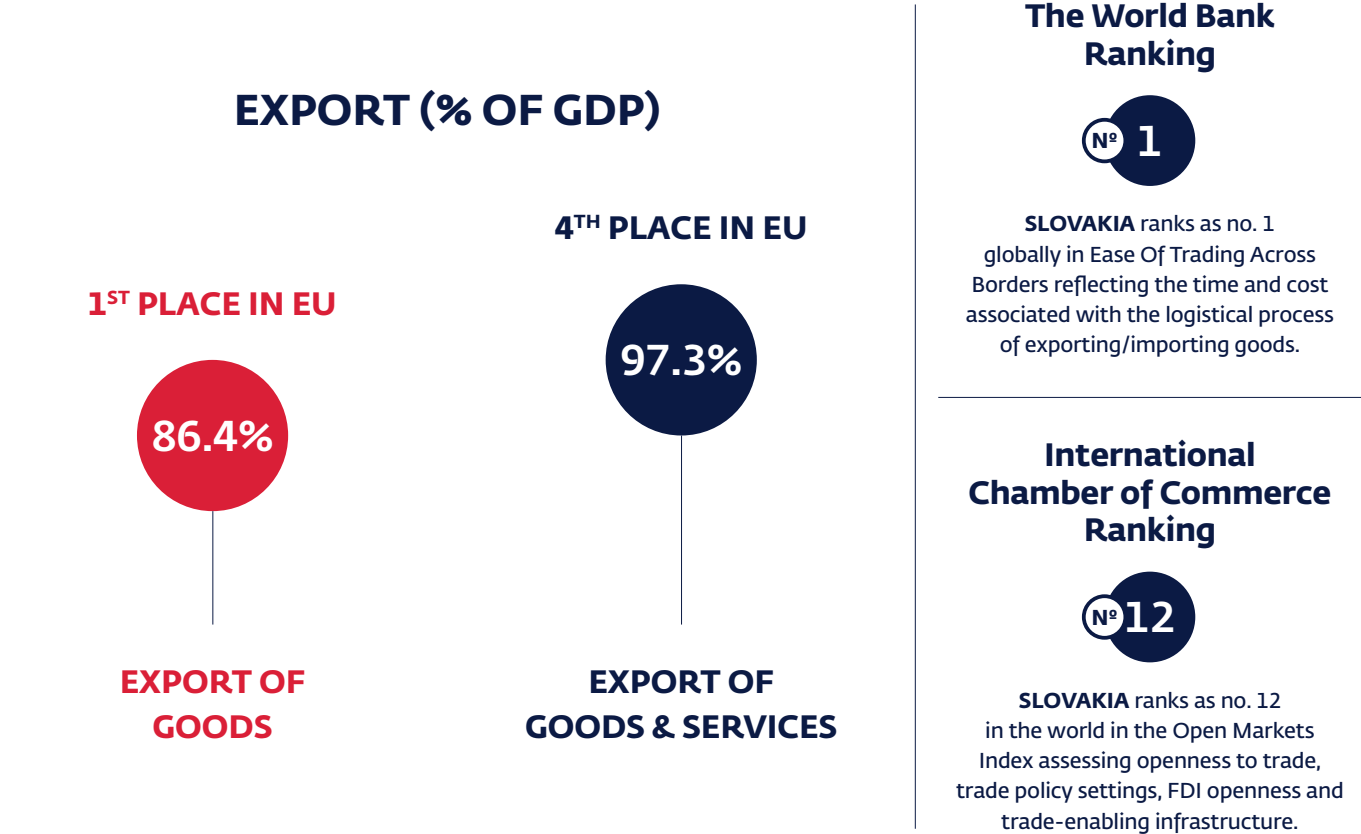 EXPORT (% OF GDP)
1ST PLACE IN EU
86.4%
EXPORT OF
GOODS
4TH PLACE IN EU
97.3%
EXPORT OF
GOODS & SERVICES
The World Bank
Ranking
Nº 1
SLOVAKIA ranks as no. 1
globally in Ease Of Trading Across
Borders reflecting the time and cost
associated with the logistical process
of exporting/importing goods.
International
Chamber of Commerce
Ranking
Nº 12
SLOVAKIA ranks as no. 12
in the world in the Open Markets
Index assessing openness to trade,
trade policy settings, FDI openness and
trade-enabling infrastructure.